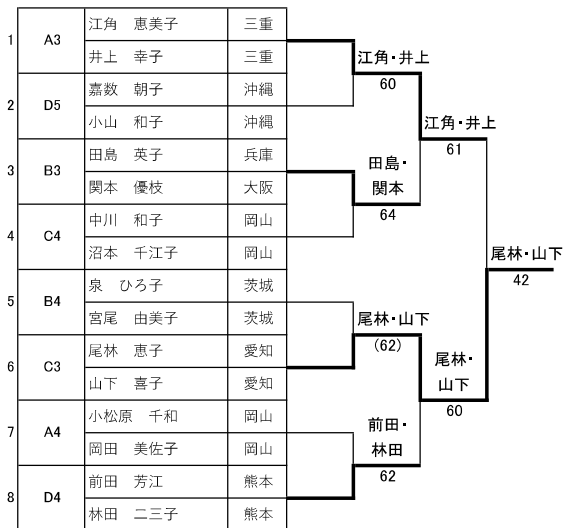 1 A3 江角 恵美子 三重
井上 幸子 三重
2 D5 嘉数 朝子 沖縄
小山 和子 沖縄
3 B3 田島 英子 兵庫
関本 優枝 大阪
4 C4 中川 和子 岡山
沼本 千江子 岡山
5 B4 泉 ひろ子 茨城
宮尾 由美子 茨城
6 C3 尾林 恵子 愛知
山下 喜子 愛知
7 A4 小松原 千和 岡山
岡田 美佐子 岡山
8 D4 前田 芳江 熊本
林田 二三子 熊本
江角・井上
60
田島・
関本
64
尾林・山下
(62)
前田・
林田
62
江角・井上
61
尾林・
山下
60
尾林・山下
42